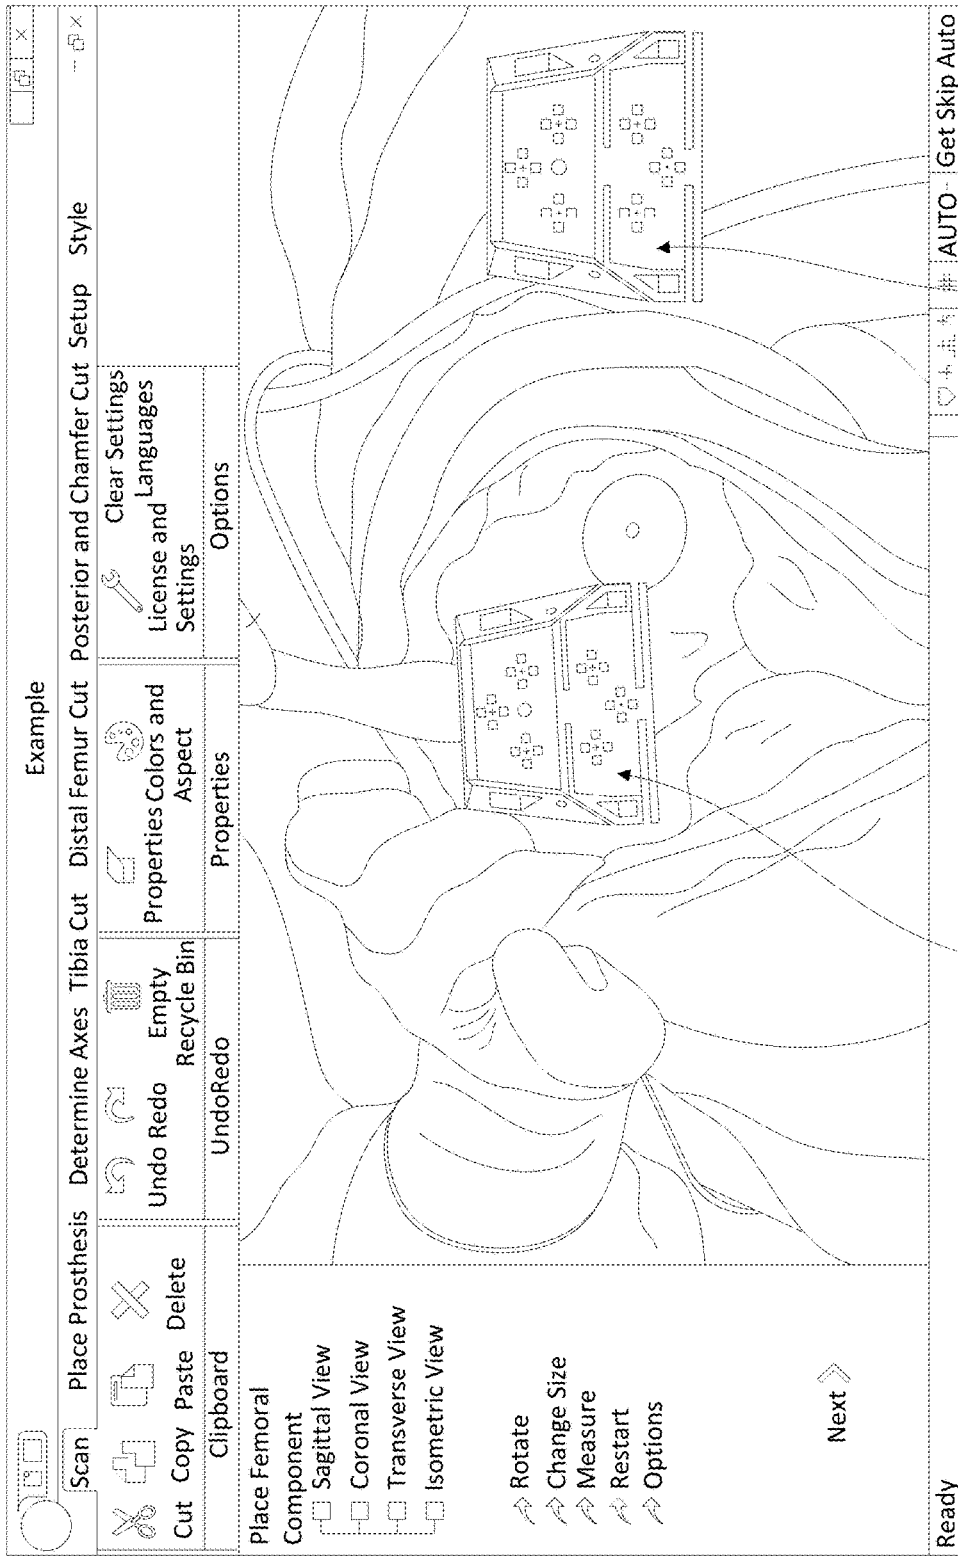 Example
Scan Place Prosthesis Determine Axes Tibia Cut Distal Femur Cut Posterior and Chamfer Cut Setup Style
Cut Copy Paste Delete
Clipboard
Undo Redo Empty
Recycle Bin
UndoRedo
Properties Colors and
Aspect
Properties
Clear Settings
License and Languages
Settings
Options
Place Femoral
Component
Sagittal View
Coronal View
Transverse View
Isometric View
Rotate
Change Size
Measure
Restart
Options
Next
Ready
AUTO Get Skip Auto